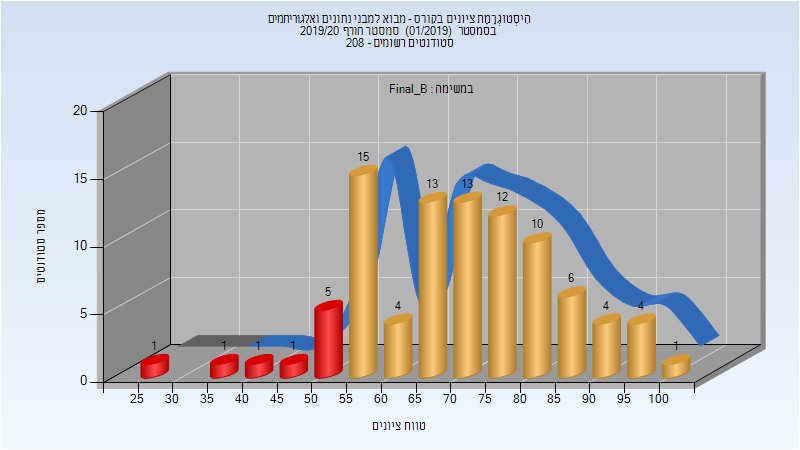 היסטוגרמת ציונים בקורס - מבוא למבני נתונים ואלגוריתמים
בסמסטר (01/2019) סמסטר חורף 2019/20
סטודנטים רשומים - 208
במשימה : Final_B
מספר סטודנטים
20
15
10
5
0
1
1
1
1
5
15
4
13
13
12
10
6
4
4
1
25 30 35 40 45 50 55 60 65 70 75 80 85 90 95 100
טווח ציונים